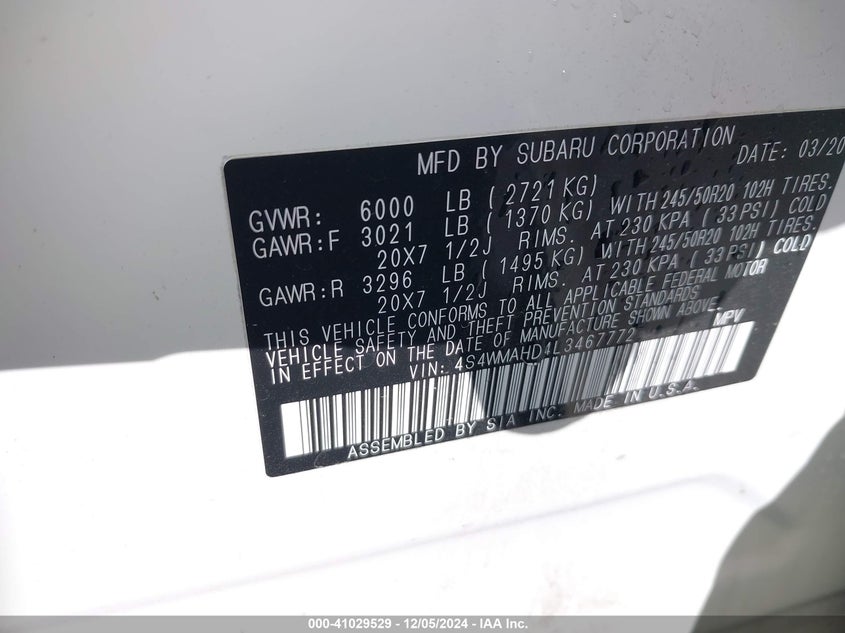 MFD BY SUBARU CORPORATION DATE: 03/20
GVWR: 6000 LB ( 2721 KG)
GAWR:F 3021 LB ( 1370 KG) WITH 245/50R20 102H TIRES.
20X7 1/2J RIMS. AT 230 KPA ( 33 PSI) COLD
GAWR:R 3296 LB ( 1495 KG) WITH 245/50R20 102H TIRES.
20X7 1/2J RIMS. AT 230 KPA ( 33 PSI) COLD
THIS VEHICLE CONFORMS TO ALL APPLICABLE FEDERAL MOTOR
VEHICLE SAFETY AND THEFT PREVENTION STANDARDS
IN EFFECT ON THE DATE OF MANUFACTURE SHOWN ABOVE.
VIN: 4S4WMAHD4L3467772 MPV
ASSEMBLED BY SIA INC. MADE IN U.S.A.
000-41029529 - 12/05/2024 - IAA Inc.